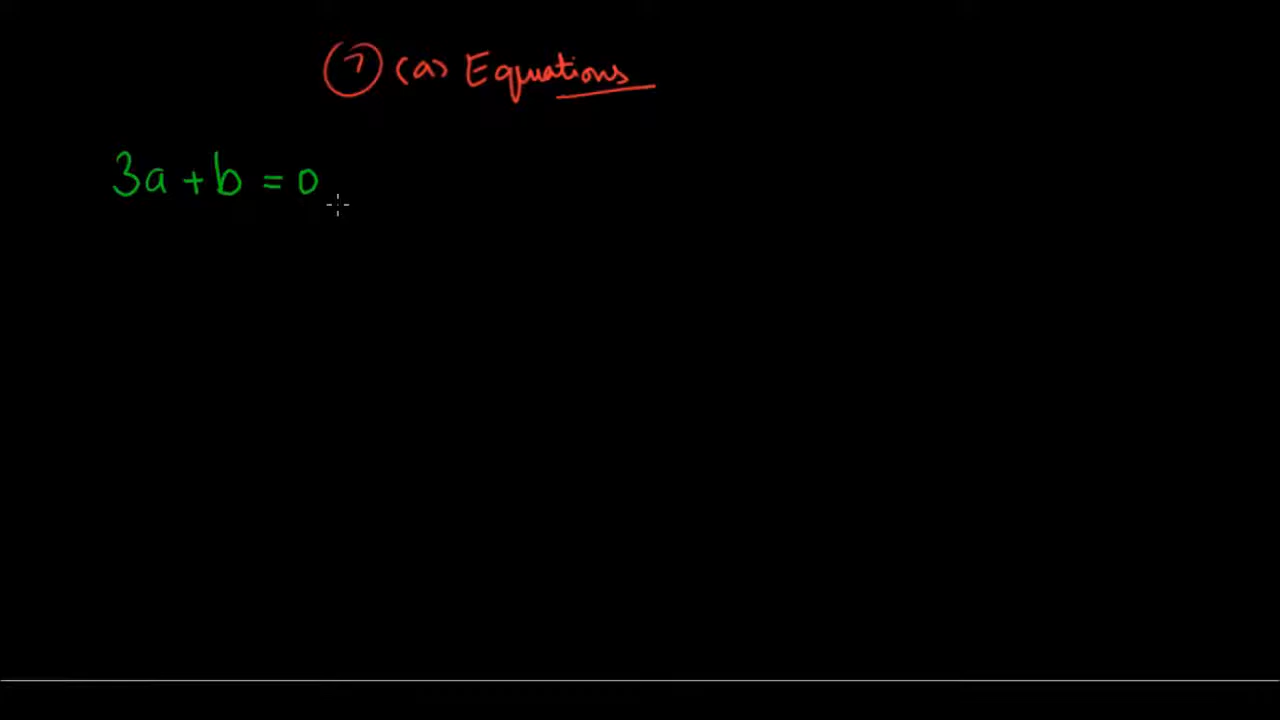 7 (a) Equations
3a + b = 0